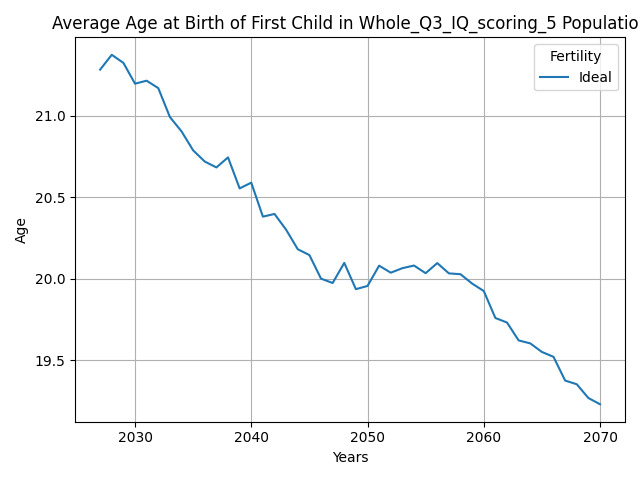 Average Age at Birth of First Child in Whole_Q3_IQ_scoring_5 Populatio
Fertility
Ideal
21.0
20.5
20.0
19.5
Age
2030 2040 2050 2060 2070
Years